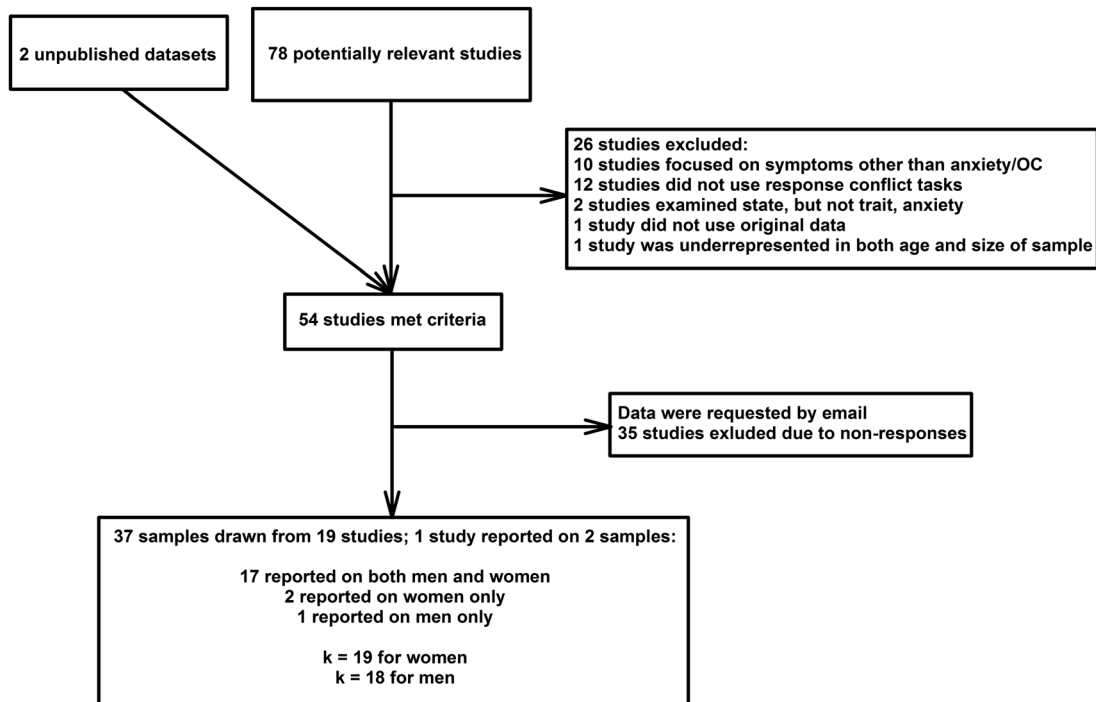 2 unpublished datasets
78 potentially relevant studies
26 studies excluded:
10 studies focused on symptoms other than anxiety/OC
12 studies did not use response conflict tasks
2 studies examined state, but not trait, anxiety
1 study did not use original data
1 study was underrepresented in both age and size of sample
54 studies met criteria
Data were requested by email
35 studies exluded due to non-responses
37 samples drawn from 19 studies; 1 study reported on 2 samples:
17 reported on both men and women
2 reported on women only
1 reported on men only
k = 19 for women
k = 18 for men